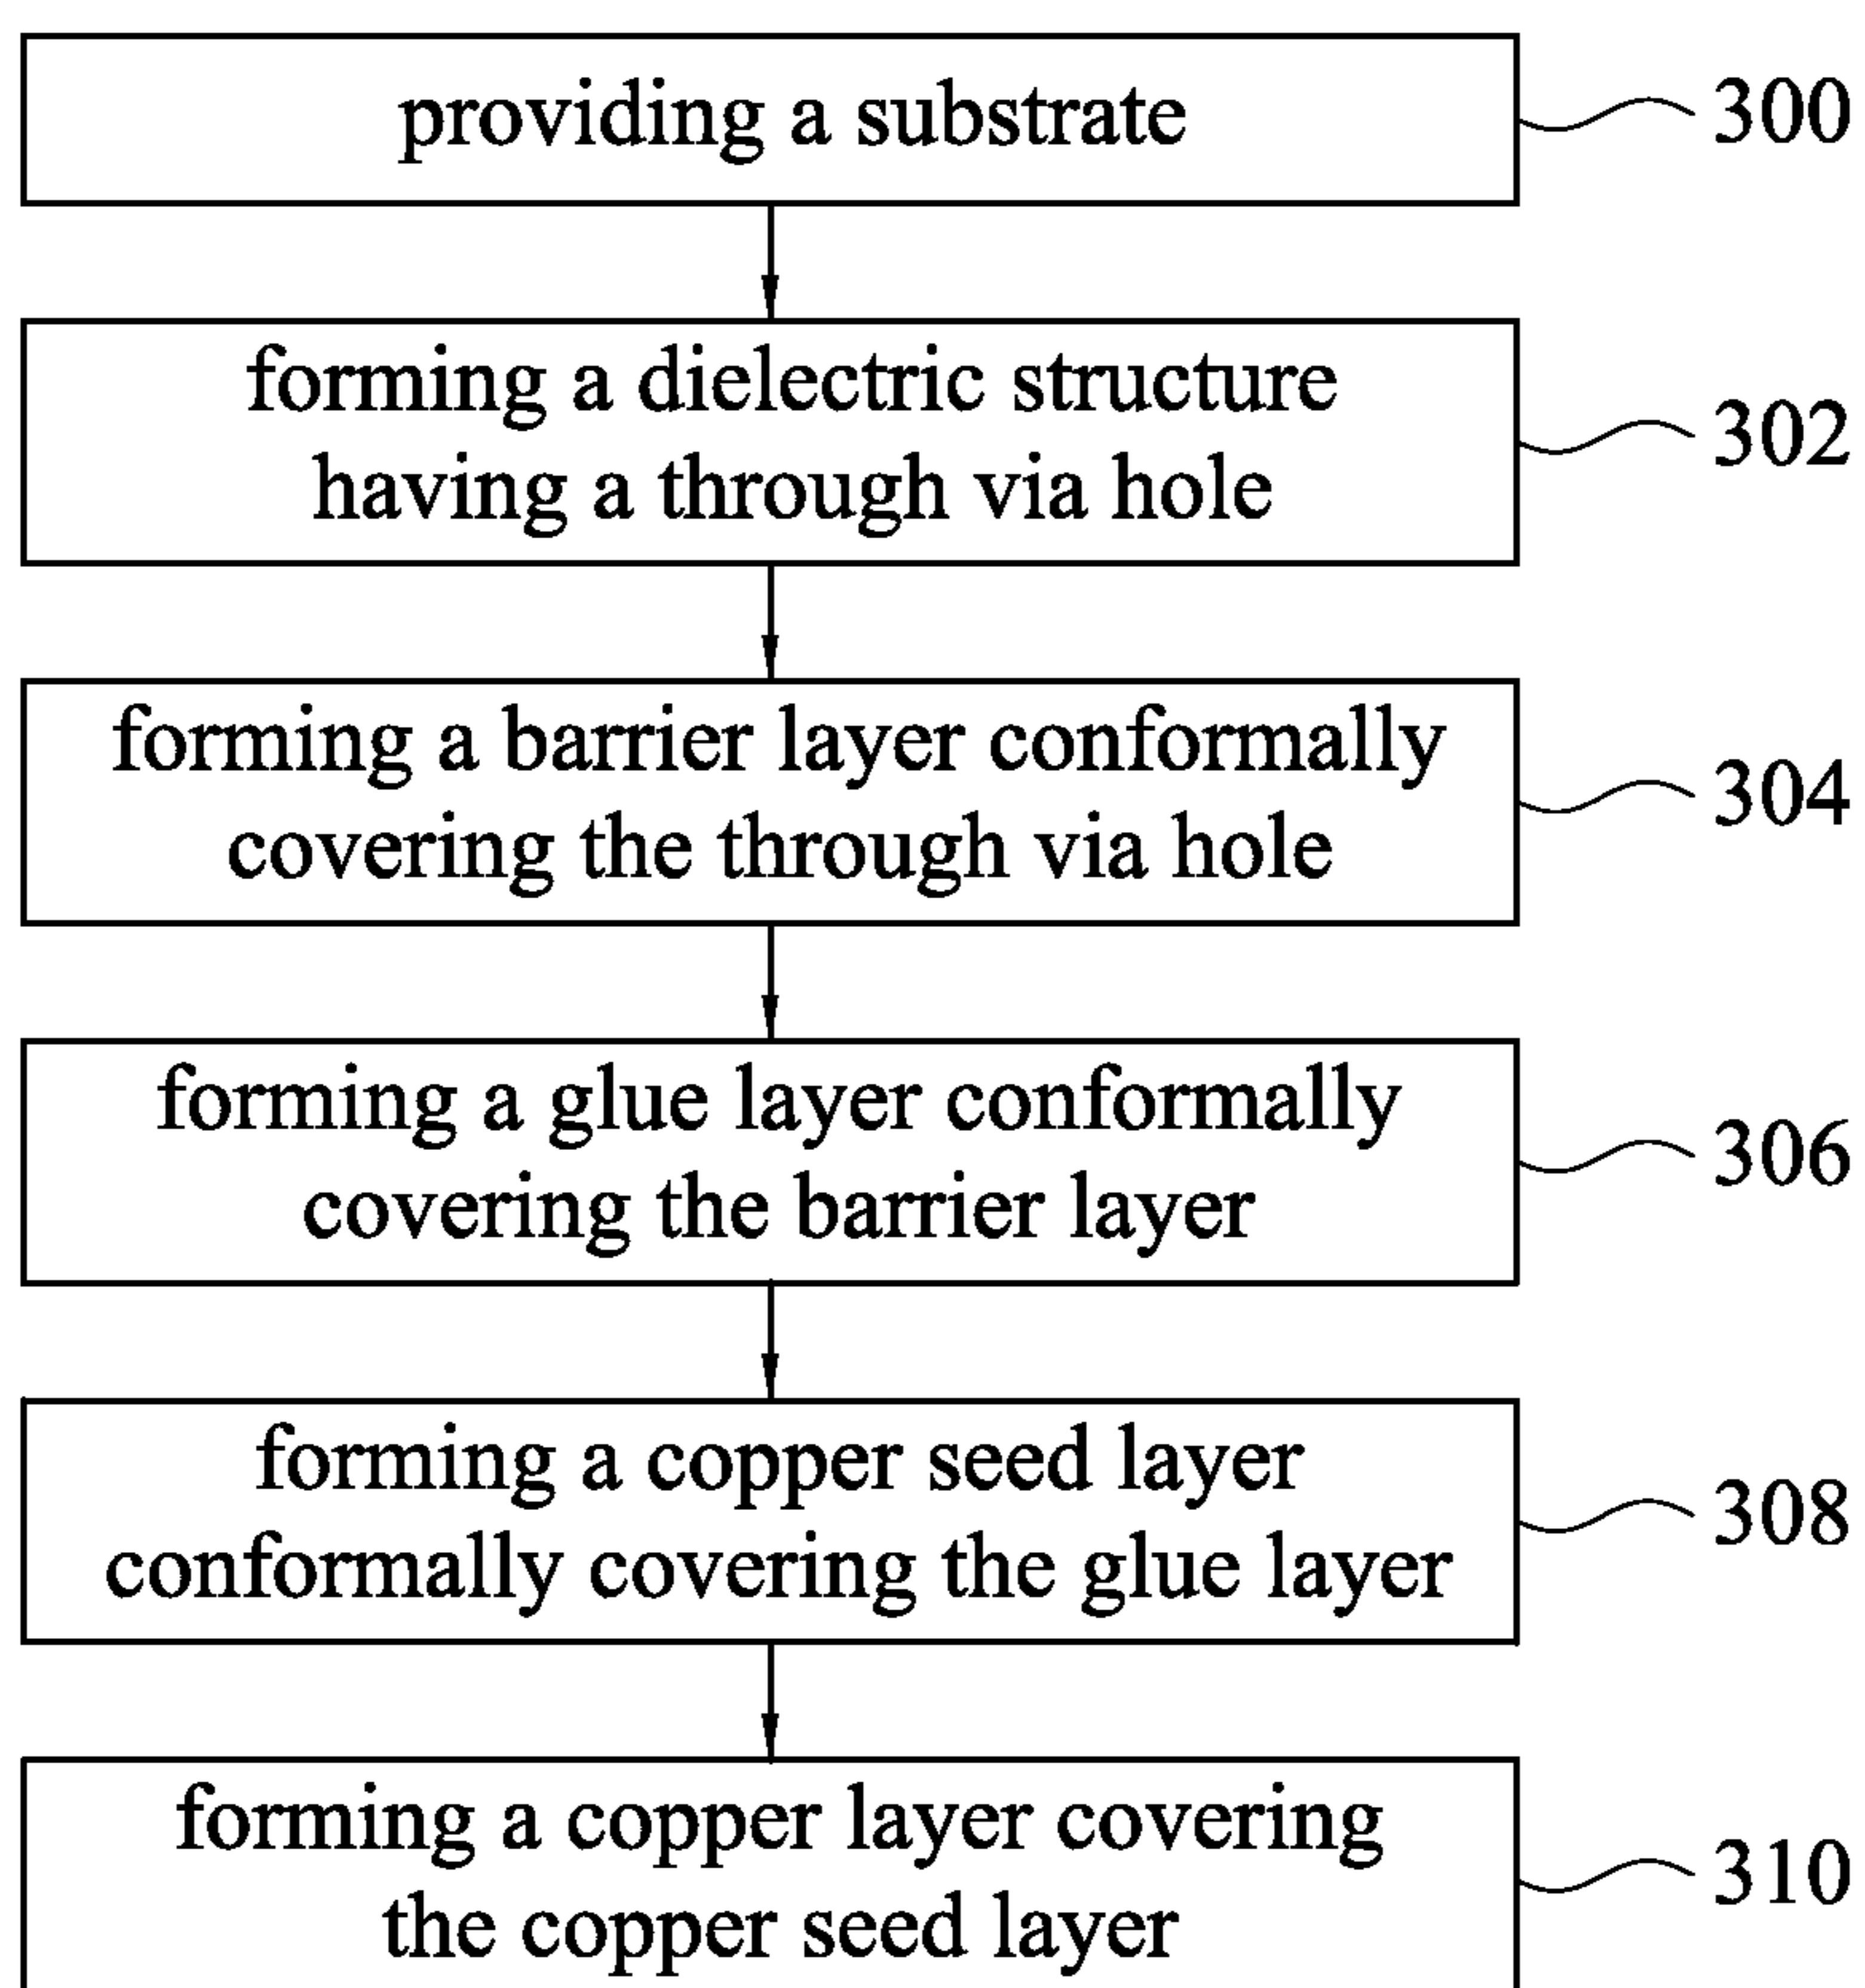 providing a substrate
300
forming a dielectric structure
having a through via hole
302
forming a barrier layer conformally
covering the through via hole
304
forming a glue layer conformally
covering the barrier layer
306
forming a copper seed layer
conformally covering the glue layer
308
forming a copper layer covering
the copper seed layer
310